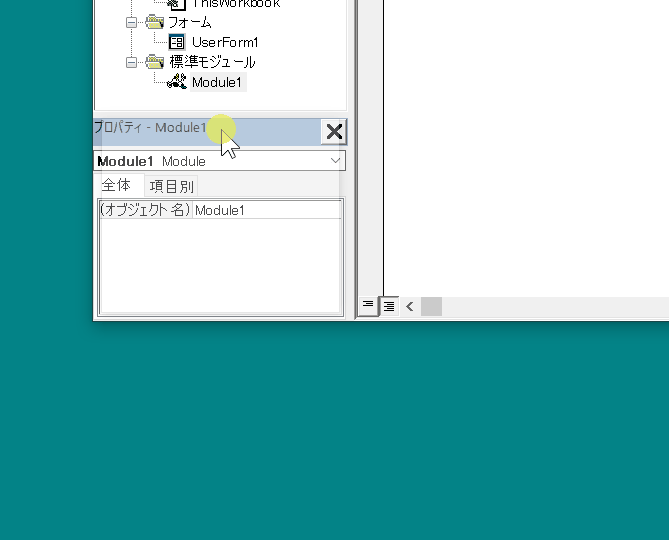 ThisWorkbook
フォーム
UserForm1
標準モジュール
Module1
プロパティ - Module1
Module1 Module
全体 項目別
(オブジェクト名) Module1